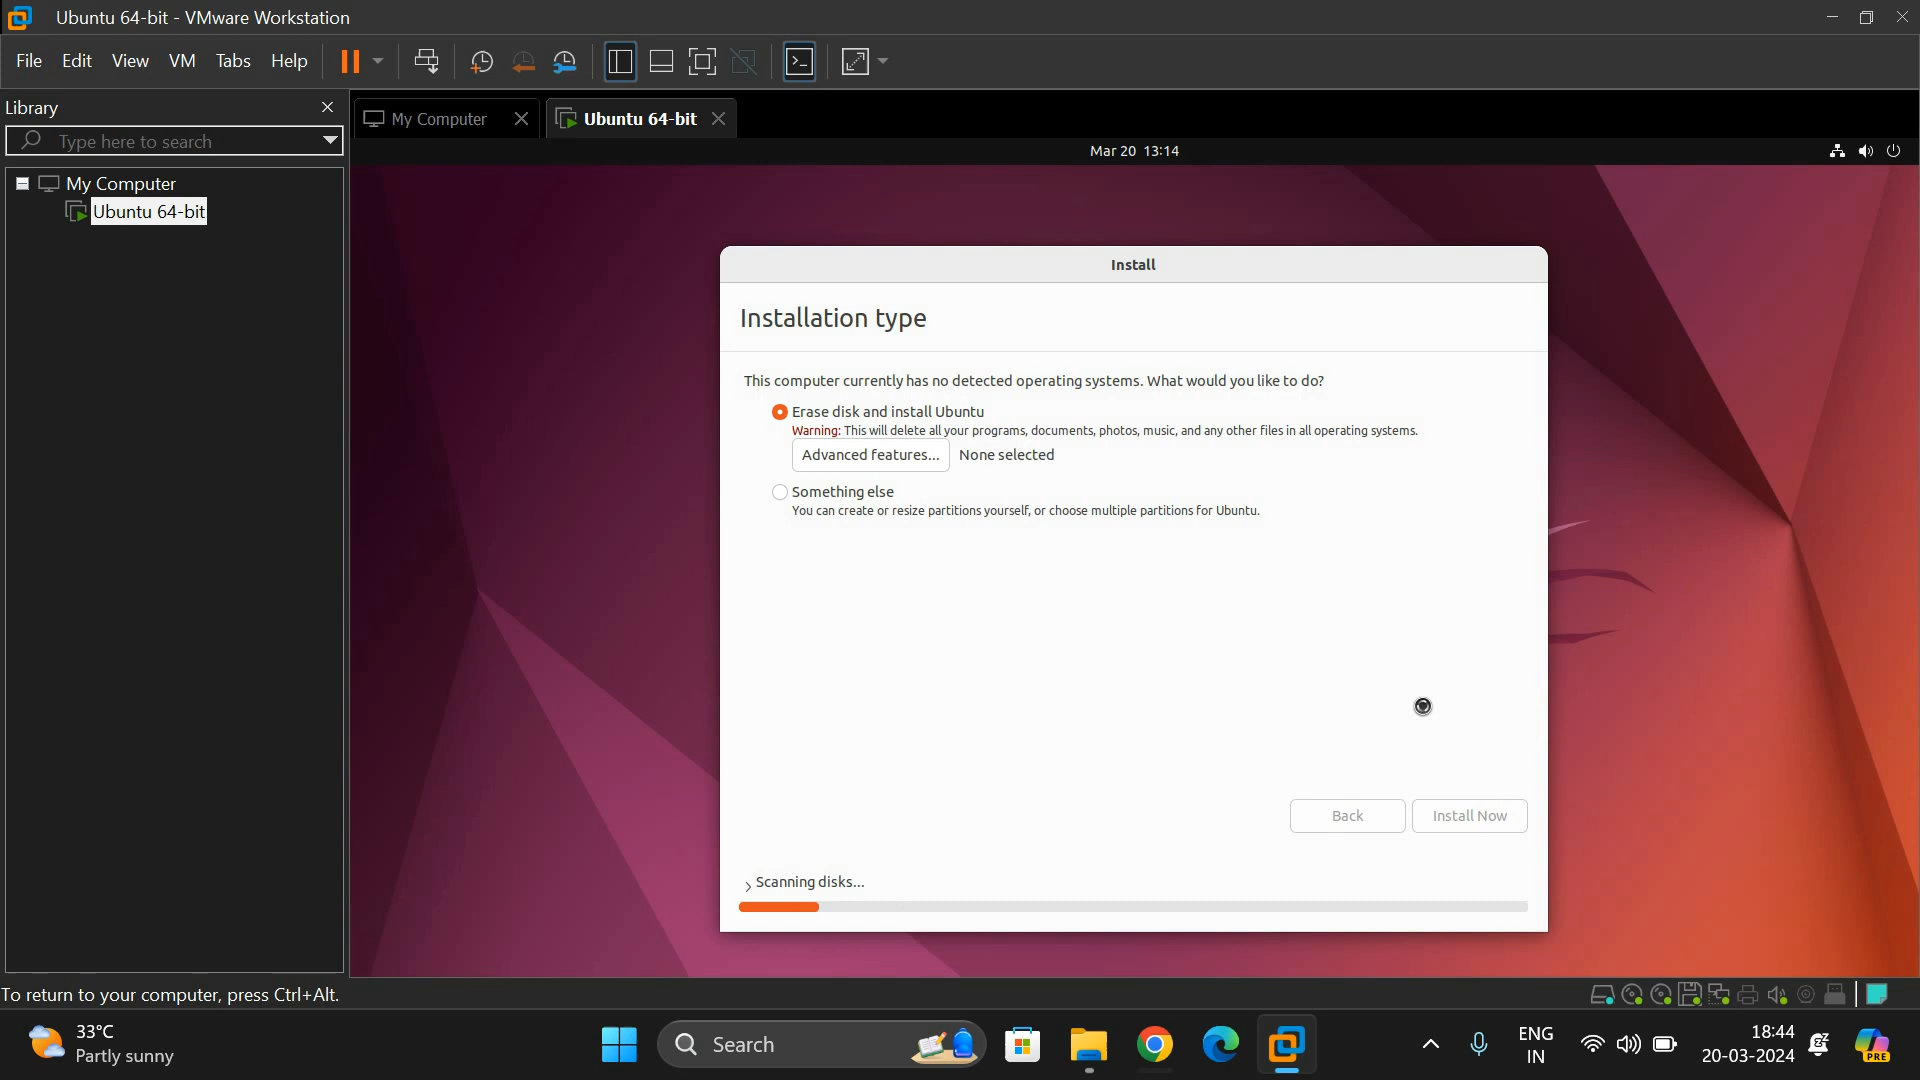 Ubuntu 64-bit - VMware Workstation
File Edit View VM Tabs Help
Library
Type here to search
My Computer
Ubuntu 64-bit
My Computer
Ubuntu 64-bit
Mar 20 13:14
Install
Installation type
This computer currently has no detected operating systems. What would you like to do?
Erase disk and install Ubuntu
Warning: This will delete all your programs, documents, photos, music, and any other files in all operating systems.
Advanced features... None selected
Something else
You can create or resize partitions yourself, or choose multiple partitions for Ubuntu.
Back Install Now
Scanning disks...
To return to your computer, press Ctrl+Alt.
33°C
Partly sunny
Search
ENG
IN
18:44
20-03-2024
PRE